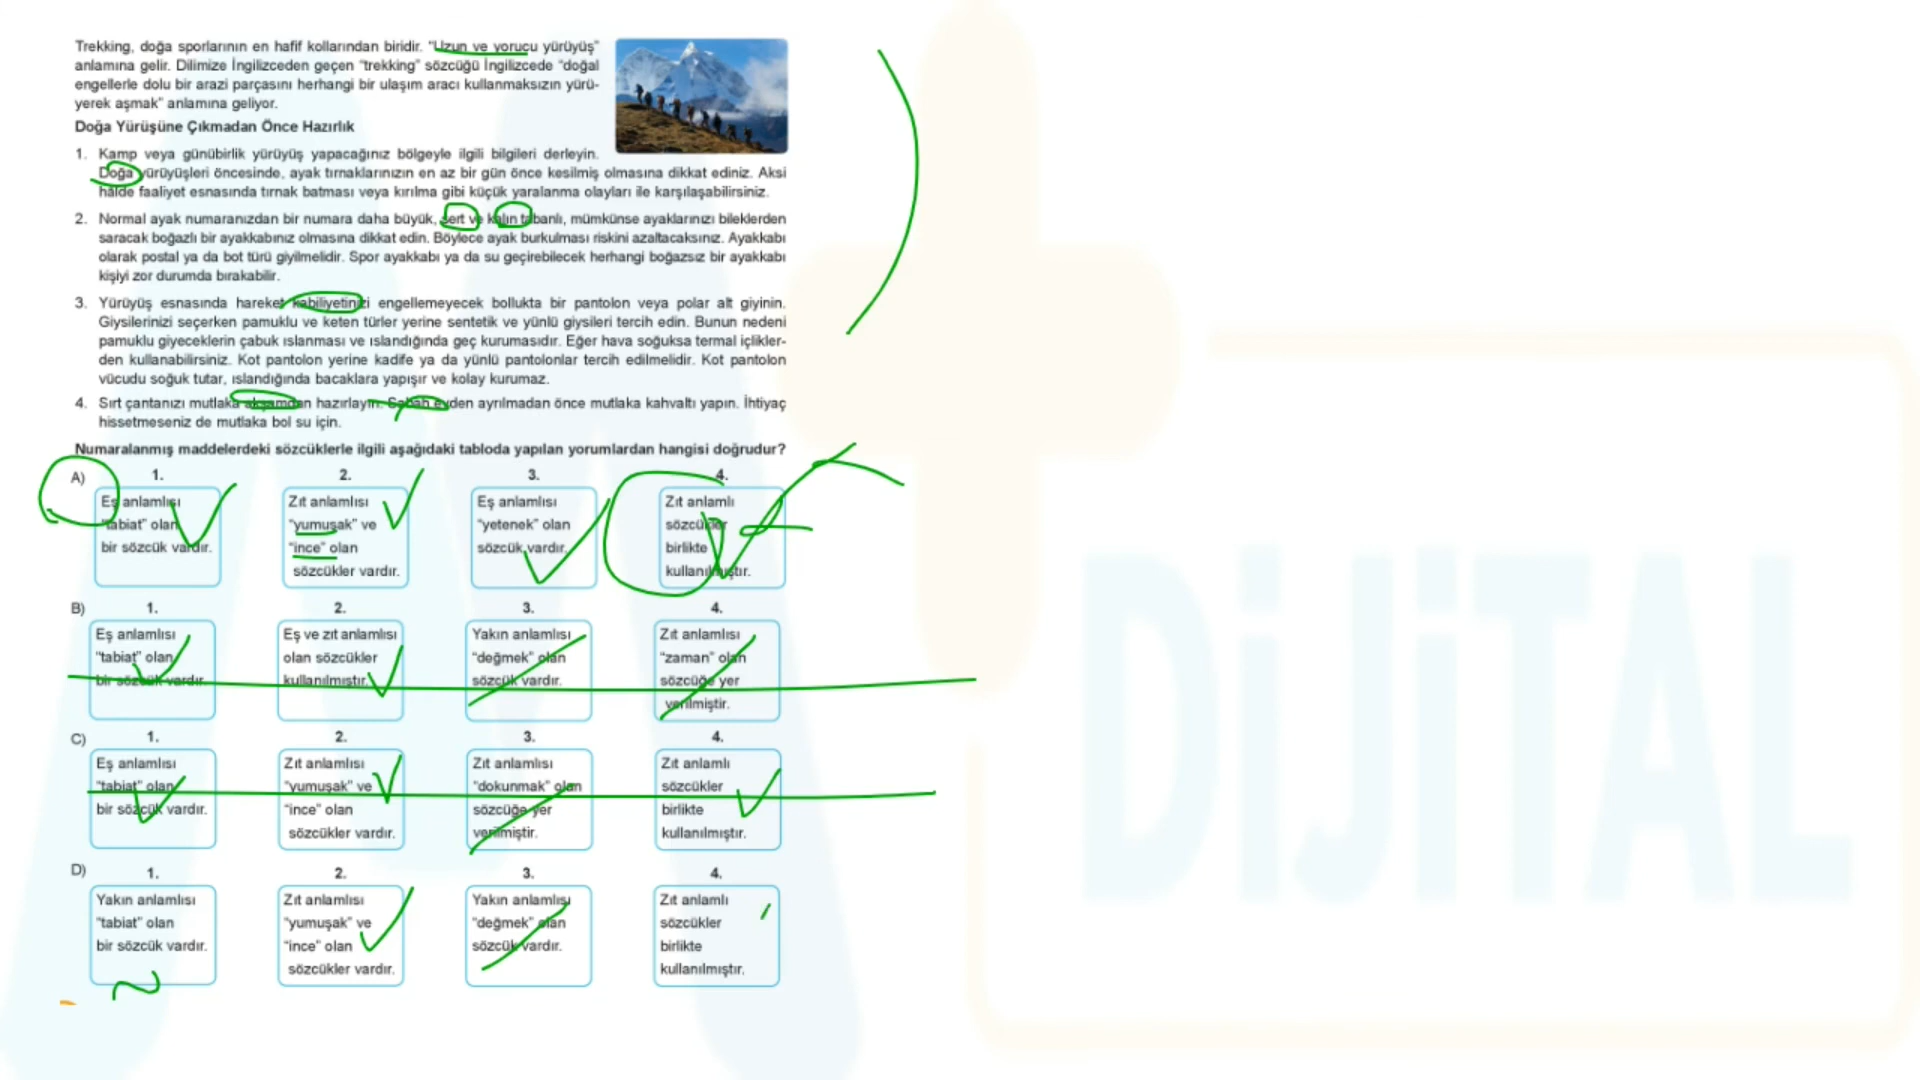 Trekking, doğa sporlarının en hafif kollarından biridir. “Uzun ve yorucu yürüyüş”
anlamına gelir. Dilimize İngilizceden geçen “trekking” sözcüğü İngilizcede “doğal
engellerle dolu bir arazi parçasını herhangi bir ulaşım aracı kullanmaksızın yürü-
yerek aşmak” anlamına geliyor.
Doğa Yürüşüne Çıkmadan Önce Hazırlık
1. Kamp veya günübirlik yürüyüş yapacağınız bölgeyle ilgili bilgileri derleyin.
Doğa yürüyüşleri öncesinde, ayak tırnaklarınızın en az bir gün önce kesilmiş olmasına dikkat ediniz. Aksi
hâlde faaliyet esnasında tırnak batması veya kırılma gibi küçük yaralanma olayları ile karşılaşabilirsiniz.
2. Normal ayak numaranızdan bir numara daha büyük, sert ve kalın tabanlı, mümkünse ayaklarınızı bileklerden
saracak boğazlı bir ayakkabınız olmasına dikkat edin. Böylece ayak burkulması riskini azaltacaksınız. Ayakkabı
olarak postal ya da bot türü giyilmelidir. Spor ayakkabı ya da su geçirebilecek herhangi boğazsız bir ayakkabı
kişiyi zor durumda bırakabilir.
3. Yürüyüş esnasında hareket kabiliyetinizi engellemeyecek bollukta bir pantolon veya polar alt giyinin.
Giysilerinizi seçerken pamuklu ve keten türler yerine sentetik ve yünlü giysileri tercih edin. Bunun nedeni
pamuklu giyeceklerin çabuk ıslanması ve ıslandığında geç kurumasıdır. Eğer hava soğuksa termal içlikler-
den kullanabilirsiniz. Kot pantolon yerine kadife ya da yünlü pantolonlar tercih edilmelidir. Kot pantolon
vücudu soğuk tutar, ıslandığında bacaklara yapışır ve kolay kurumaz.
4. Sırt çantanızı mutlaka akşamdan hazırlayın. Sabah evden ayrılmadan önce mutlaka kahvaltı yapın. İhtiyaç
hissetmeseniz de mutlaka bol su için.
Numaralanmış maddelerdeki sözcüklerle ilgili aşağıdaki tabloda yapılan yorumlardan hangisi doğrudur?
A) 1. 2. 3. 4.
Eş anlamlısı
“tabiat” olan
bir sözcük vardır.
Zıt anlamlısı
“yumuşak” ve
“ince” olan
sözcükler vardır.
Eş anlamlısı
“yetenek” olan
sözcük vardır.
Zıt anlamlı
sözcükler
birlikte
kullanılmıştır.
B) 1. 2. 3. 4.
Eş anlamlısı
“tabiat” olan
bir sözcük vardır.
Eş ve zıt anlamlısı
olan sözcükler
kullanılmıştır.
Yakın anlamlısı
“değmek” olan
sözcük vardır.
Zıt anlamlısı
“zaman” olan
sözcüğe yer
verilmiştir.
C) 1. 2. 3. 4.
Eş anlamlısı
“tabiat” olan
bir sözcük vardır.
Zıt anlamlısı
“yumuşak” ve
“ince” olan
sözcükler vardır.
Zıt anlamlısı
“dokunmak” olan
sözcüğe yer
verilmiştir.
Zıt anlamlı
sözcükler
birlikte
kullanılmıştır.
D) 1. 2. 3. 4.
Yakın anlamlısı
“tabiat” olan
bir sözcük vardır.
Zıt anlamlısı
“yumuşak” ve
“ince” olan
sözcükler vardır.
Yakın anlamlısı
“değmek” olan
sözcük vardır.
Zıt anlamlı
sözcükler
birlikte
kullanılmıştır.
DiJiTAL